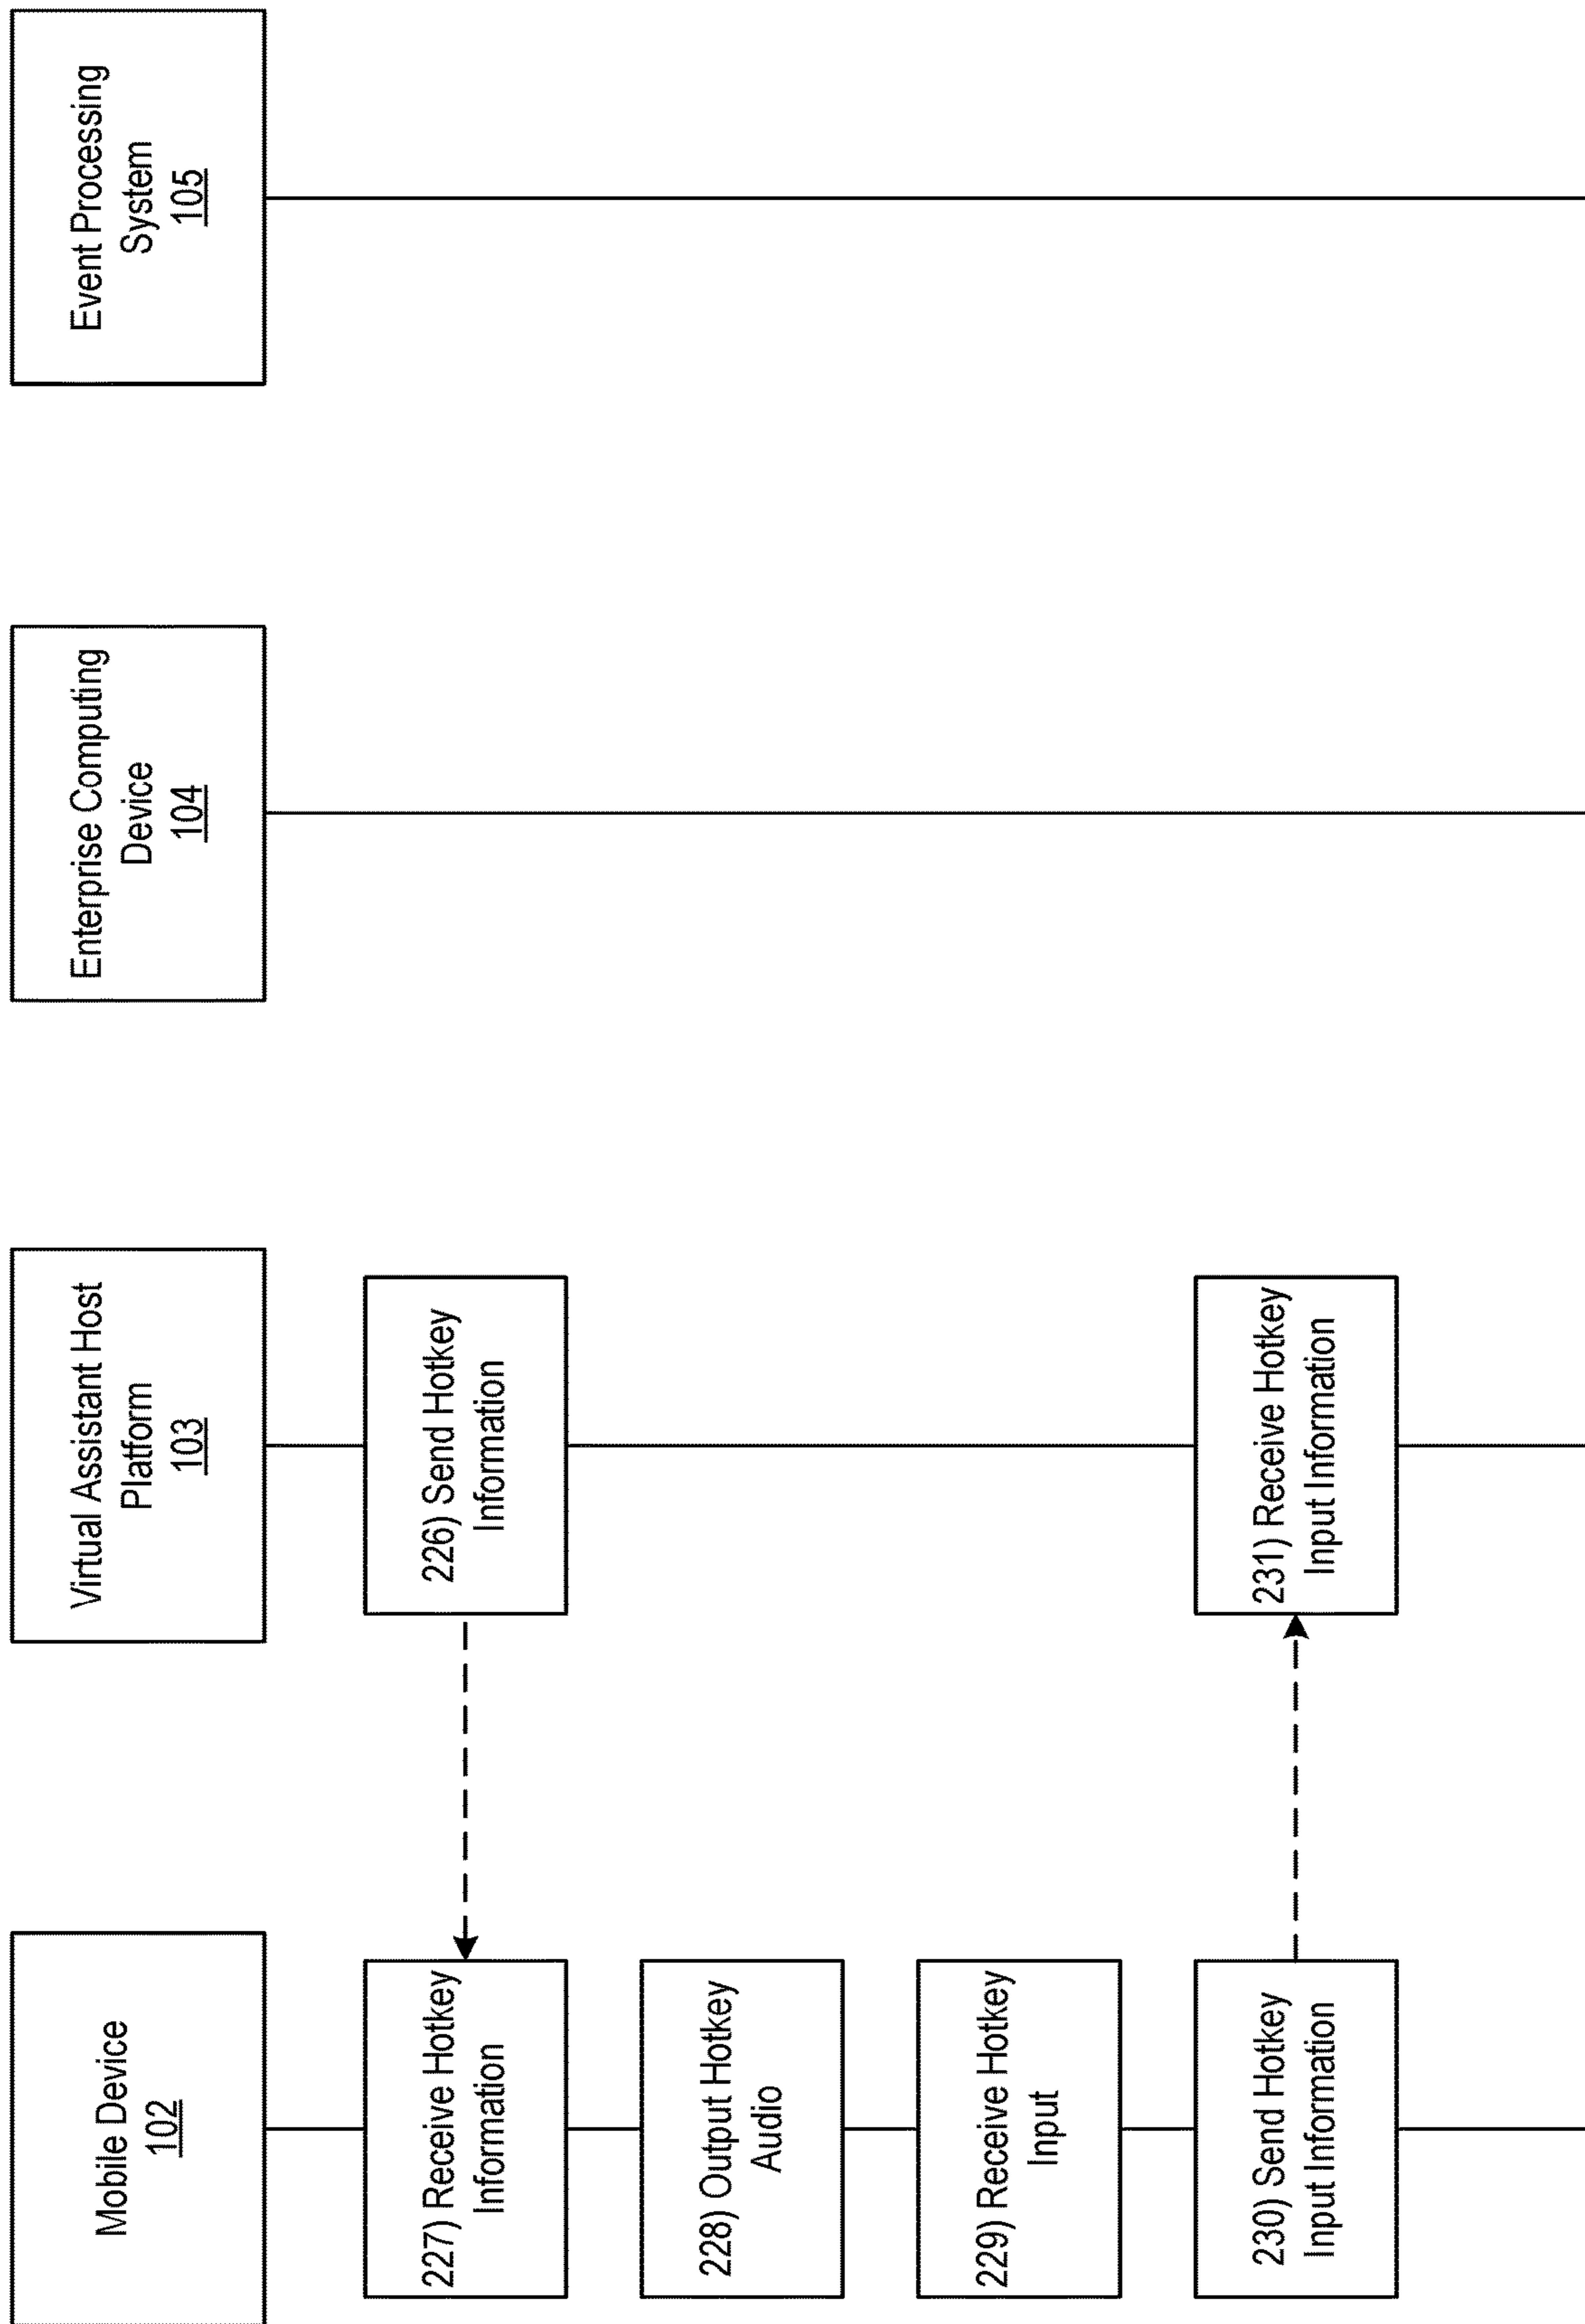 Mobile Device
102
Virtual Assistant Host
Platform
103
Enterprise Computing
Device
104
Event Processing
System
105
226) Send Hotkey
Information
227) Receive Hotkey
Information
228) Output Hotkey
Audio
229) Receive Hotkey
Input
230) Send Hotkey
Input Information
231) Receive Hotkey
Input Information